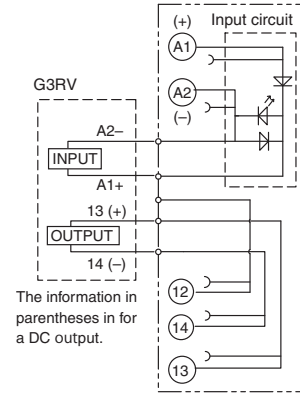 (+)
Input circuit
A1
G3RV
A2
A2–
(–)
INPUT
A1+
13 (+)
OUTPUT
14 (–)
12
The information in
parentheses in for
a DC output.
14
13